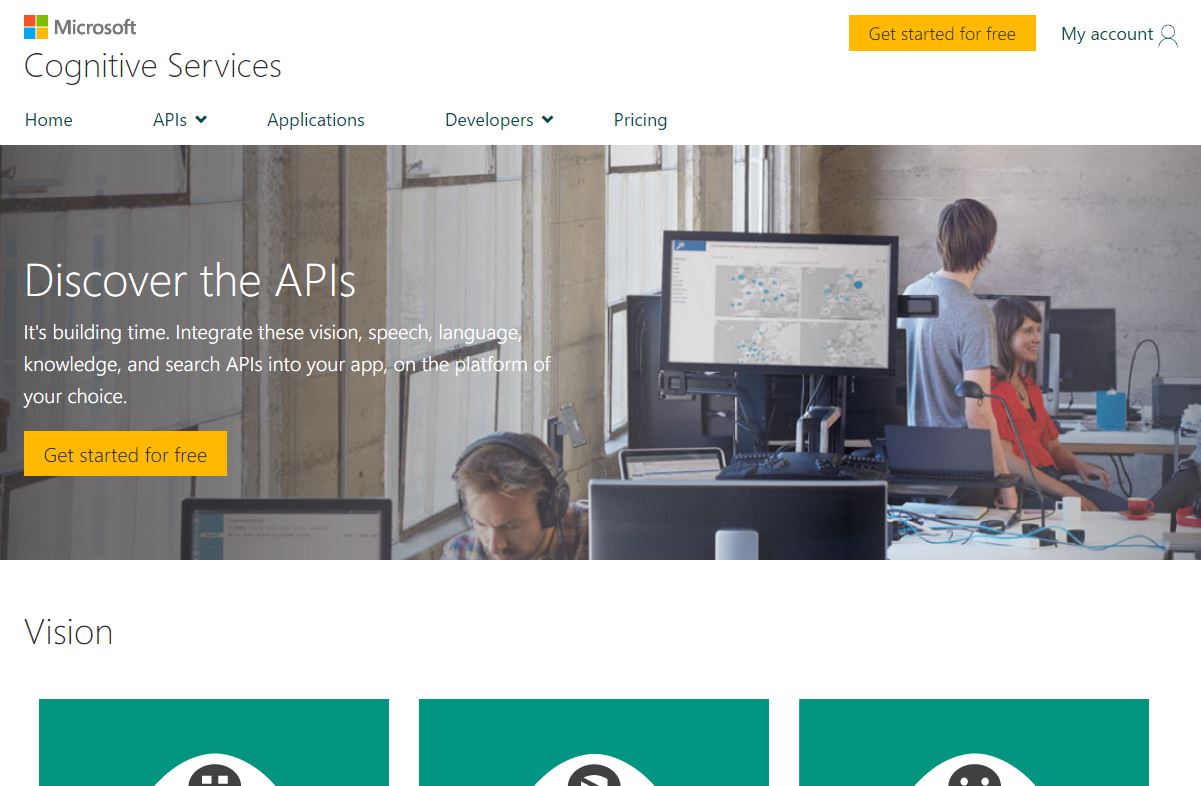 Microsoft
Get started for free
My account
Cognitive Services
Home
APIs
Applications
Developers
Pricing
Discover the APIs
It's building time. Integrate these vision, speech, language,
knowledge, and search APIs into your app, on the platform of
your choice.
Get started for free
Vision